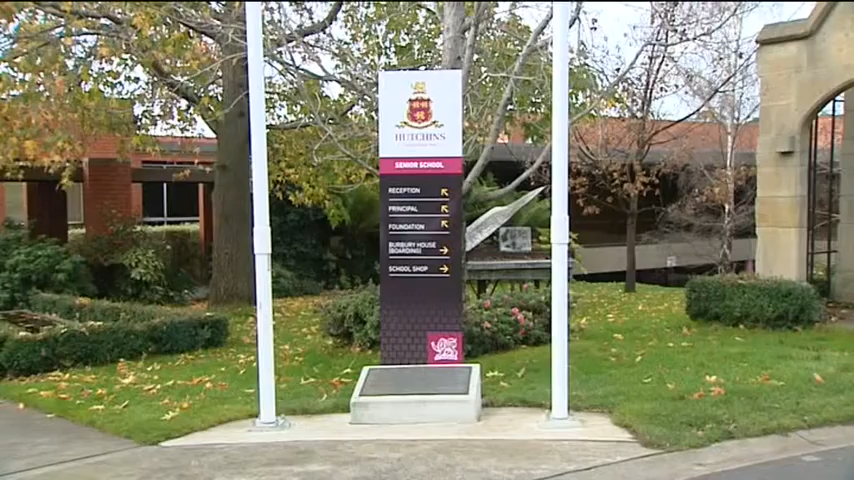 HUTCHINS
SENIOR SCHOOL
RECEPTION
PRINCIPAL
FOUNDATION
BURBURY HOUSE
(BOARDING)
SCHOOL SHOP